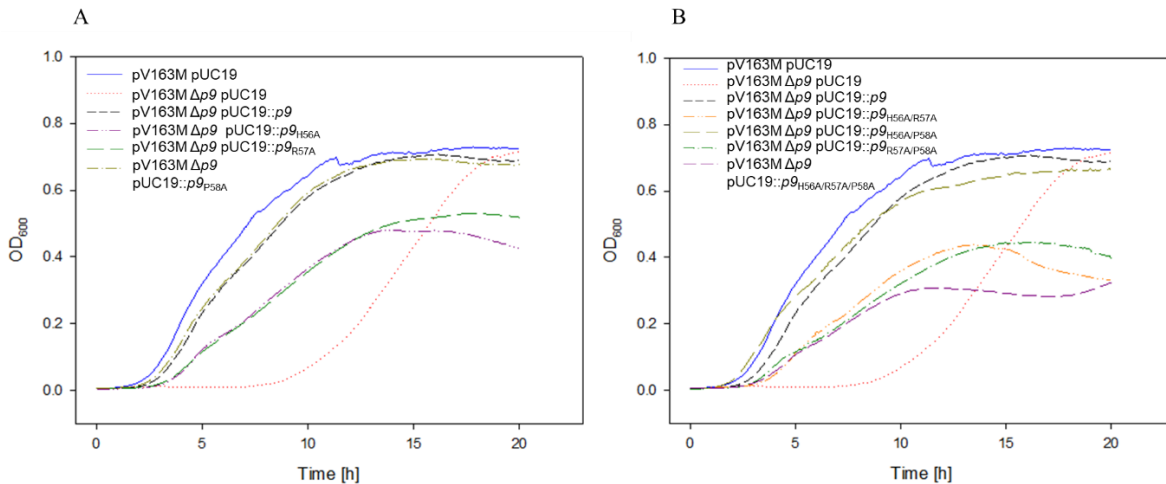 A
1.0
0.8
0.6
0.4
0.2
0.0
OD600
pV163M pUC19
pV163M Δp9 pUC19
pV163M Δp9 pUC19::p9
pV163M Δp9 pUC19::p9H56A
pV163M Δp9 pUC19::p9R57A
pV163M Δp9
pUC19::p9P58A
0 5 10 15 20
Time [h]
B
1.0
0.8
0.6
0.4
0.2
0.0
OD600
pV163M pUC19
pV163M Δp9 pUC19
pV163M Δp9 pUC19::p9
pV163M Δp9 pUC19::p9H56A/R57A
pV163M Δp9 pUC19::p9H56A/P58A
pV163M Δp9 pUC19::p9R57A/P58A
pV163M Δp9
pUC19::p9H56A/R57A/P58A
0 5 10 15 20
Time [h]